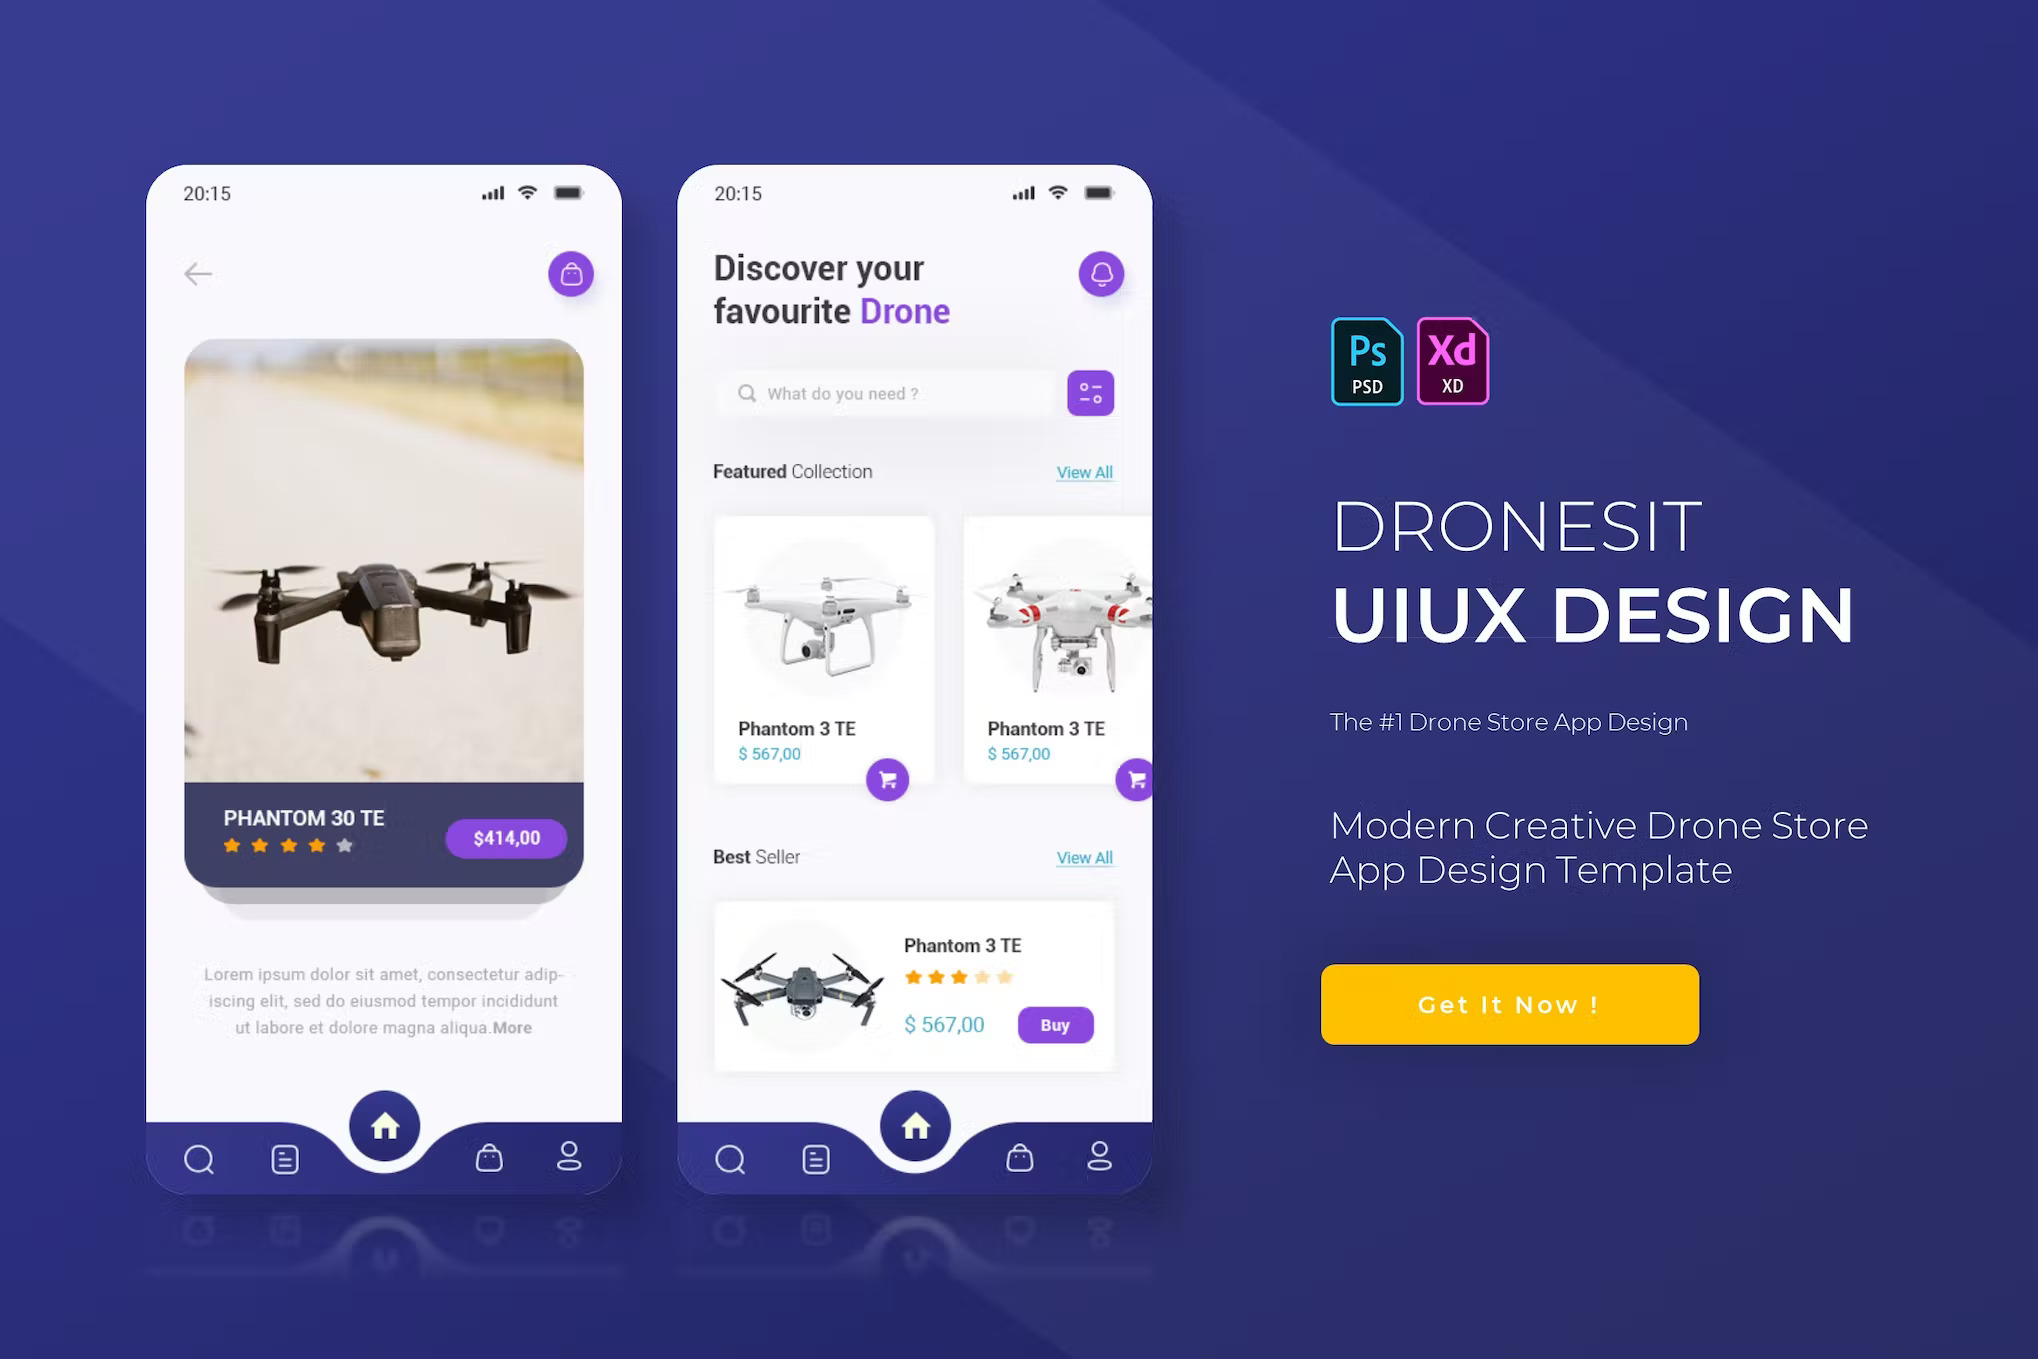 20:15
PHANTOM 30 TE
$414,00
Lorem ipsum dolor sit amet, consectetur adip-
iscing elit, sed do eiusmod tempor incididunt
ut labore et dolore magna aliqua.More
20:15
Discover your
favourite Drone
What do you need ?
Featured Collection
View All
Phantom 3 TE
$ 567,00
Phantom 3 TE
$ 567,00
Best Seller
View All
Phantom 3 TE
$ 567,00
Buy
Ps
PSD
Xd
XD
DRONESIT
UIUX DESIGN
The #1 Drone Store App Design
Modern Creative Drone Store
App Design Template
Get It Now !